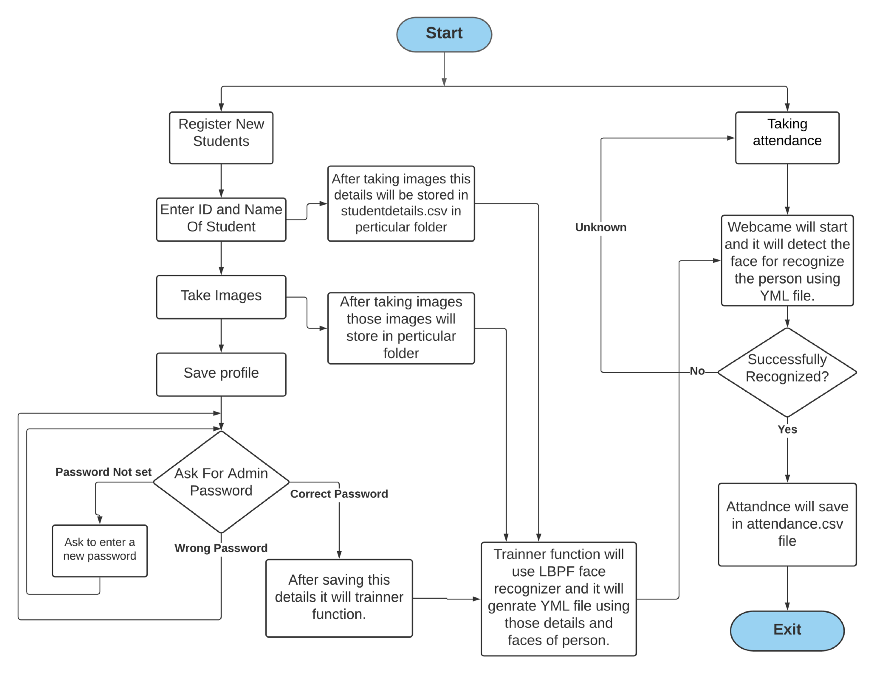 Start
Register New
Students
Taking
attendance
Enter ID and Name
Of Student
After taking images this
details will be stored in
studentdetails.csv in
perticular folder
Unknown
Webcame will start
and it will detect the
face for recognize
the person using
YML file.
Take Images
After taking images
those images will
store in perticular
folder
Save profile
No
Successfully
Recognized?
Yes
Password Not set
Ask For Admin
Password
Correct Password
Ask to enter a
new password
Wrong Password
Attandnce will save
in attendance.csv
file
After saving this
details it will trainner
function.
Trainner function will
use LBPF face
recognizer and it will
genrate YML file using
those details and
faces of person.
Exit